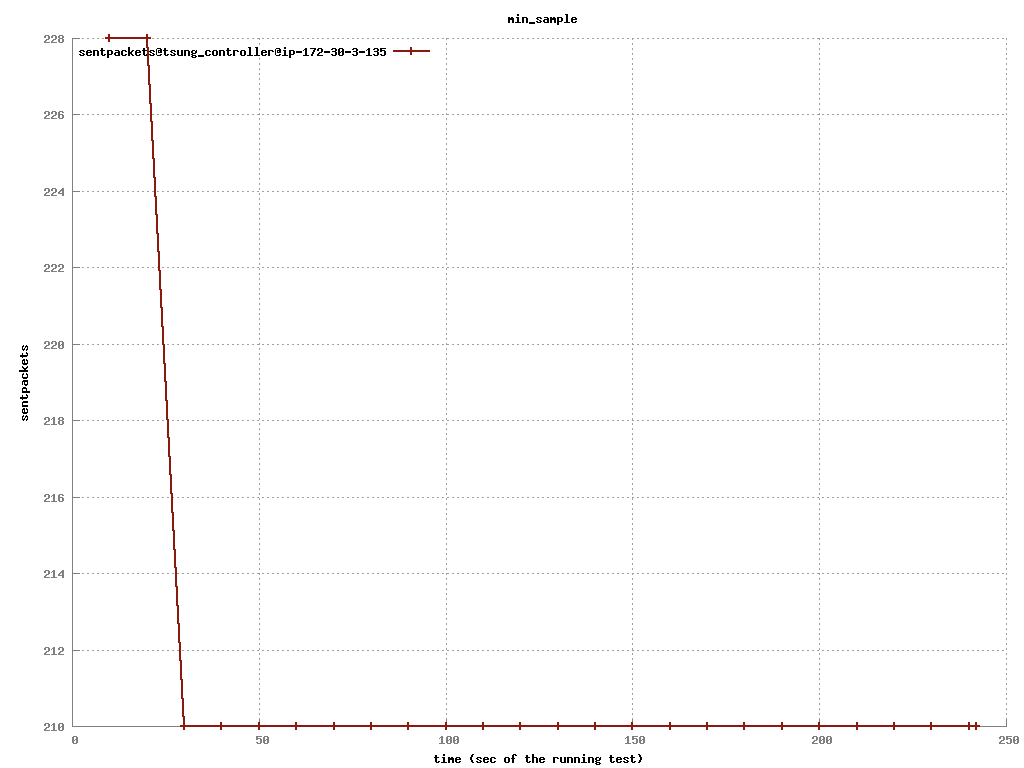 min_sample
228
sentpackets@tsung_controller@ip-172-30-3-135
226
224
222
220
218
216
214
212
210
sentpackets
0 50 100 150 200 250
time (sec of the running test)